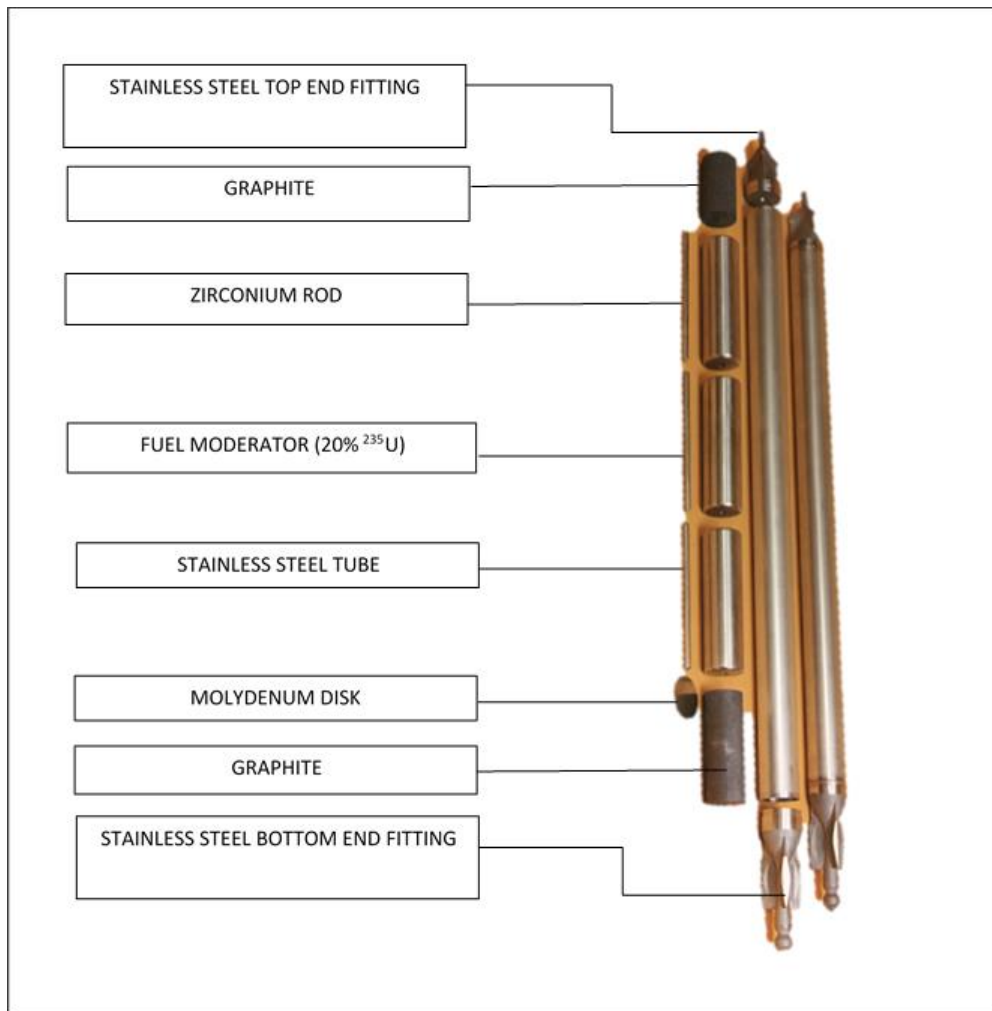 STAINLESS STEEL TOP END FITTING
GRAPHITE
ZIRCONIUM ROD
FUEL MODERATOR (20% ²³⁵U)
STAINLESS STEEL TUBE
MOLYDENUM DISK
GRAPHITE
STAINLESS STEEL BOTTOM END FITTING